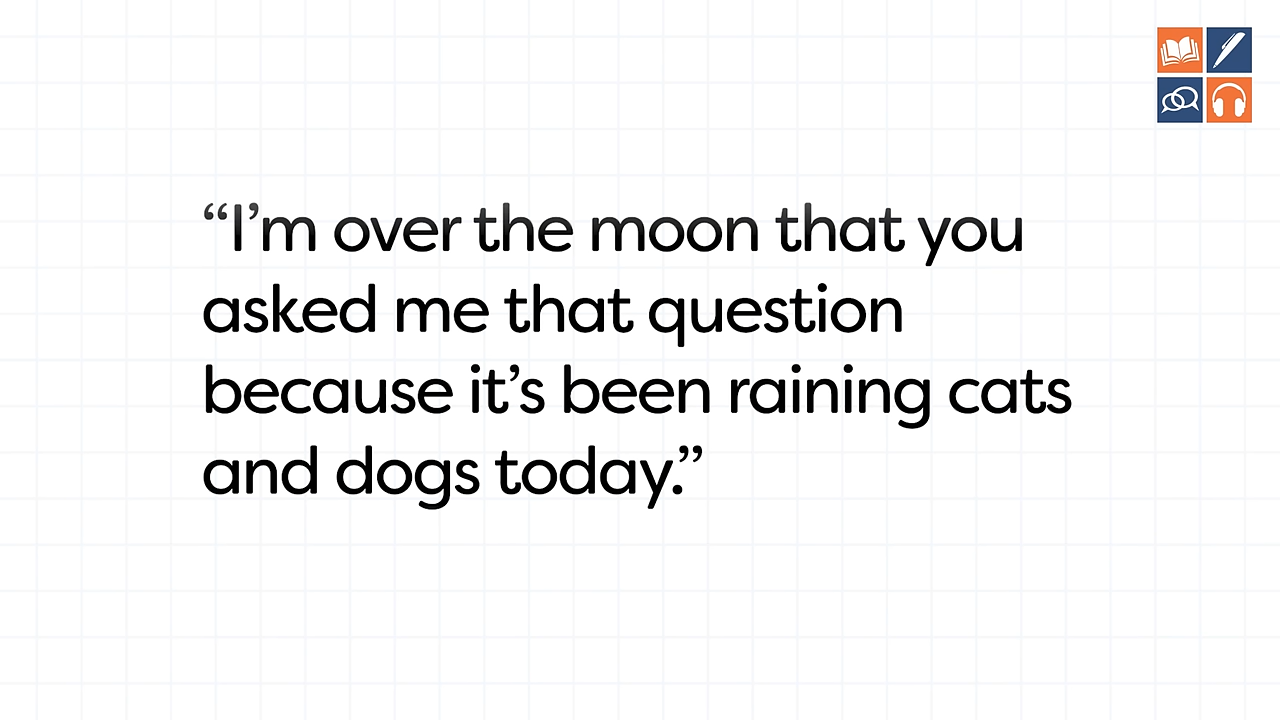 “I’m over the moon that you
asked me that question
because it’s been raining cats
and dogs today.”